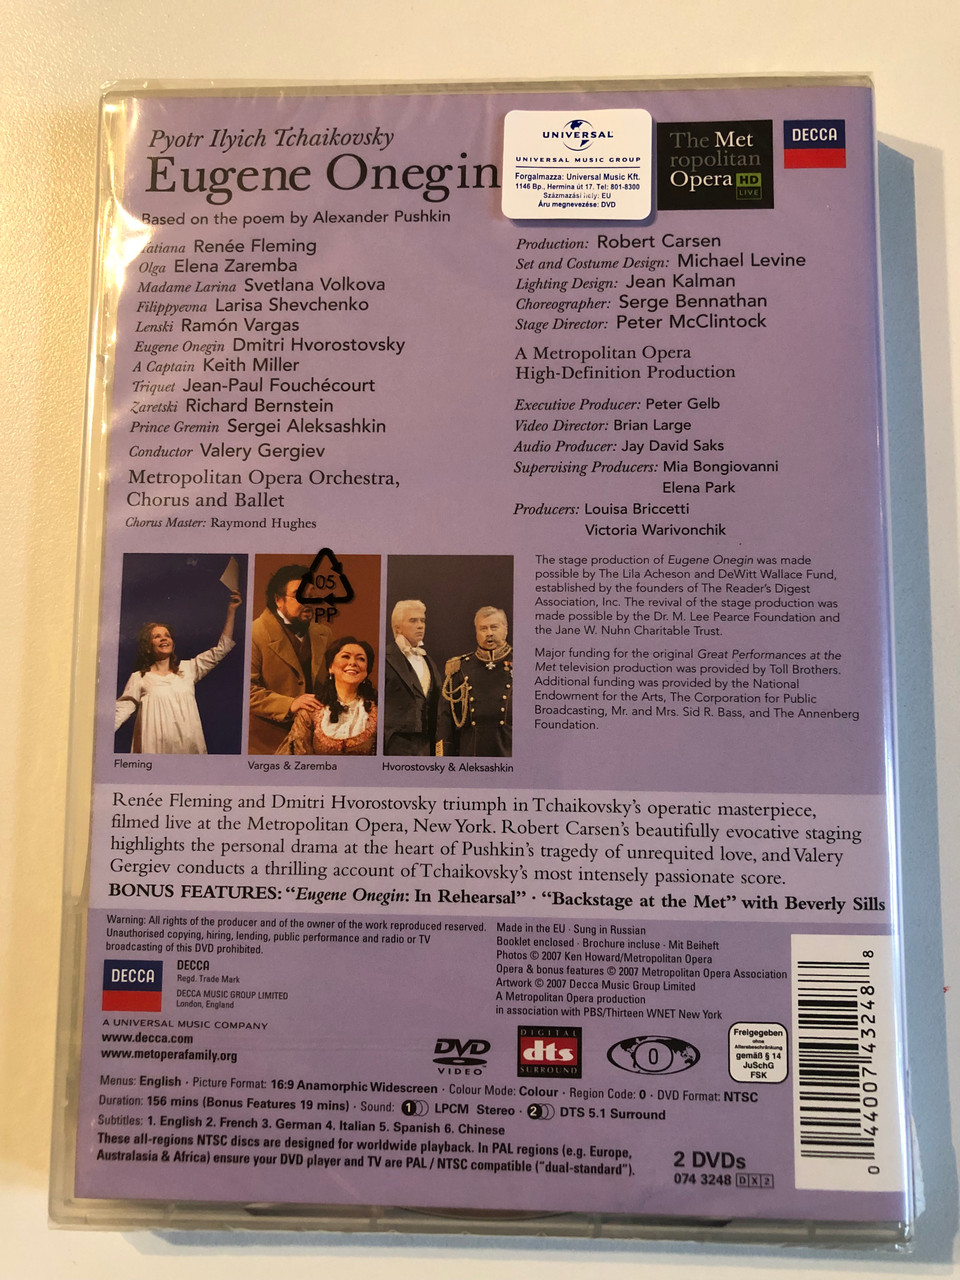 Pyotr Ilyich Tchaikovsky
Eugene Onegin
Based on the poem by Alexander Pushkin
UNIVERSAL
UNIVERSAL MUSIC GROUP
Forgalmazza: Universal Music Kft.
1146 Bp., Hermina út 17. Tel: 801-8300
Származási hely: EU
Áru megnevezése: DVD
The Met
ropolitan
Opera HD
LIVE
DECCA
Tatiana Renée Fleming
Olga Elena Zaremba
Madame Larina Svetlana Volkova
Filippyevna Larisa Shevchenko
Lenski Ramón Vargas
Eugene Onegin Dmitri Hvorostovsky
A Captain Keith Miller
Triquet Jean-Paul Fouchécourt
Zaretski Richard Bernstein
Prince Gremin Sergei Aleksashkin
Conductor Valery Gergiev
Metropolitan Opera Orchestra,
Chorus and Ballet
Chorus Master: Raymond Hughes
Production: Robert Carsen
Set and Costume Design: Michael Levine
Lighting Design: Jean Kalman
Choreographer: Serge Bennathan
Stage Director: Peter McClintock
A Metropolitan Opera
High-Definition Production
Executive Producer: Peter Gelb
Video Director: Brian Large
Audio Producer: Jay David Saks
Supervising Producers: Mia Bongiovanni
Elena Park
Producers: Louisa Briccetti
Victoria Warivonchik
05
PP
Fleming
Vargas & Zaremba
Hvorostovsky & Aleksashkin
The stage production of Eugene Onegin was made
possible by The Lila Acheson and DeWitt Wallace Fund,
established by the founders of The Reader's Digest
Association, Inc. The revival of the stage production was
made possible by the Dr. M. Lee Pearce Foundation and
the Jane W. Nuhn Charitable Trust.
Major funding for the original Great Performances at the
Met television production was provided by Toll Brothers.
Additional funding was provided by the National
Endowment for the Arts, The Corporation for Public
Broadcasting, Mr. and Mrs. Sid R. Bass, and The Annenberg
Foundation.
Renée Fleming and Dmitri Hvorostovsky triumph in Tchaikovsky's operatic masterpiece,
filmed live at the Metropolitan Opera, New York. Robert Carsen's beautifully evocative staging
highlights the personal drama at the heart of Pushkin's tragedy of unrequited love, and Valery
Gergiev conducts a thrilling account of Tchaikovsky's most intensely passionate score.
BONUS FEATURES: “Eugene Onegin: In Rehearsal” · “Backstage at the Met” with Beverly Sills
Warning: All rights of the producer and of the owner of the work reproduced reserved.
Unauthorised copying, hiring, lending, public performance and radio or TV
broadcasting of this DVD prohibited.
DECCA
DECCA
Regd. Trade Mark
DECCA MUSIC GROUP LIMITED
London, England
A UNIVERSAL MUSIC COMPANY
www.decca.com
www.metoperafamily.org
Made in the EU · Sung in Russian
Booklet enclosed · Brochure incluse · Mit Beiheft
Photos © 2007 Ken Howard/Metropolitan Opera
Opera & bonus features © 2007 Metropolitan Opera Association
Artwork © 2007 Decca Music Group Limited
A Metropolitan Opera production
in association with PBS/Thirteen WNET New York
DVD
VIDEO
DIGITAL
dts
SURROUND
0
Freigegeben
ohne
Altersbeschränkung
gemäß § 14
JuSchG
FSK
0 44007 43248 8
Menus: English · Picture Format: 16:9 Anamorphic Widescreen · Colour Mode: Colour · Region Code: 0 · DVD Format: NTSC
Duration: 156 mins (Bonus Features 19 mins) · Sound: 1 LPCM Stereo · 2 DTS 5.1 Surround
Subtitles: 1. English 2. French 3. German 4. Italian 5. Spanish 6. Chinese
These all-regions NTSC discs are designed for worldwide playback. In PAL regions (e.g. Europe,
Australasia & Africa) ensure your DVD player and TV are PAL / NTSC compatible ("dual-standard").
2 DVDs
074 3248 DX2